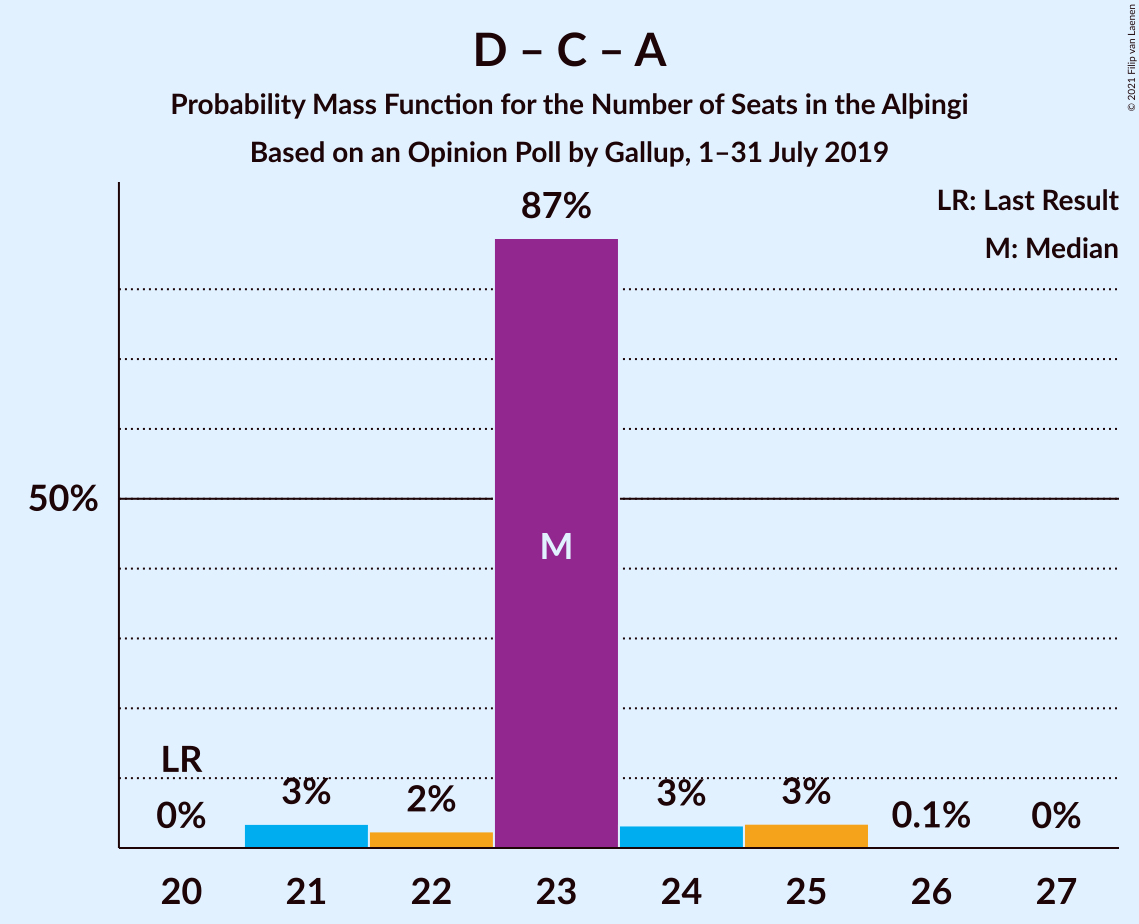 D – C – A
Probability Mass Function for the Number of Seats in the Alþingi
Based on an Opinion Poll by Gallup, 1–31 July 2019
© 2021 Filip van Laenen
LR: Last Result
M: Median
87%
50%
M
LR
0%
3%
2%
3%
3%
0.1%
0%
20
21
22
23
24
25
26
27